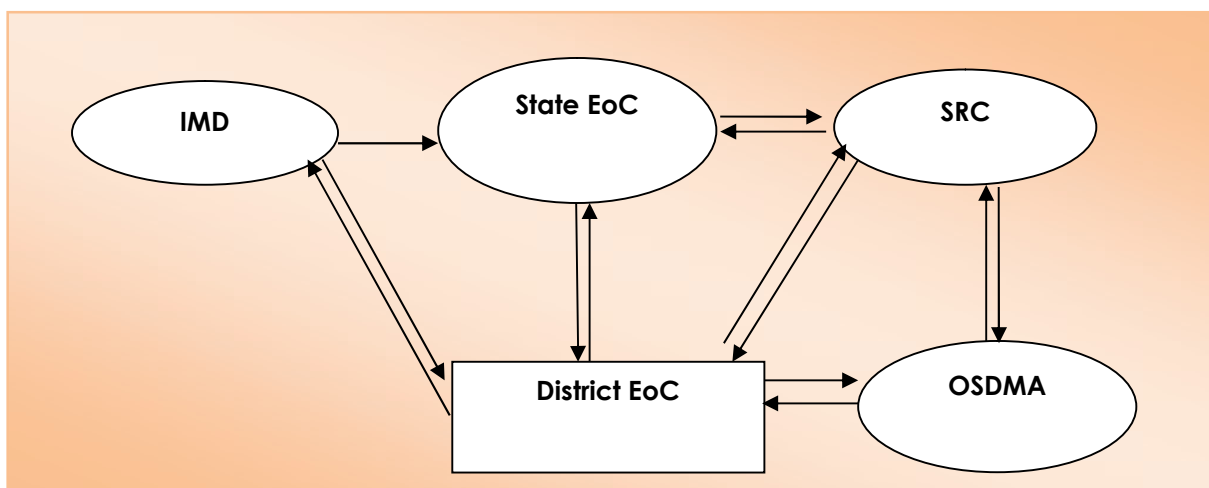 IMD
State EoC
SRC
District EoC
OSDMA